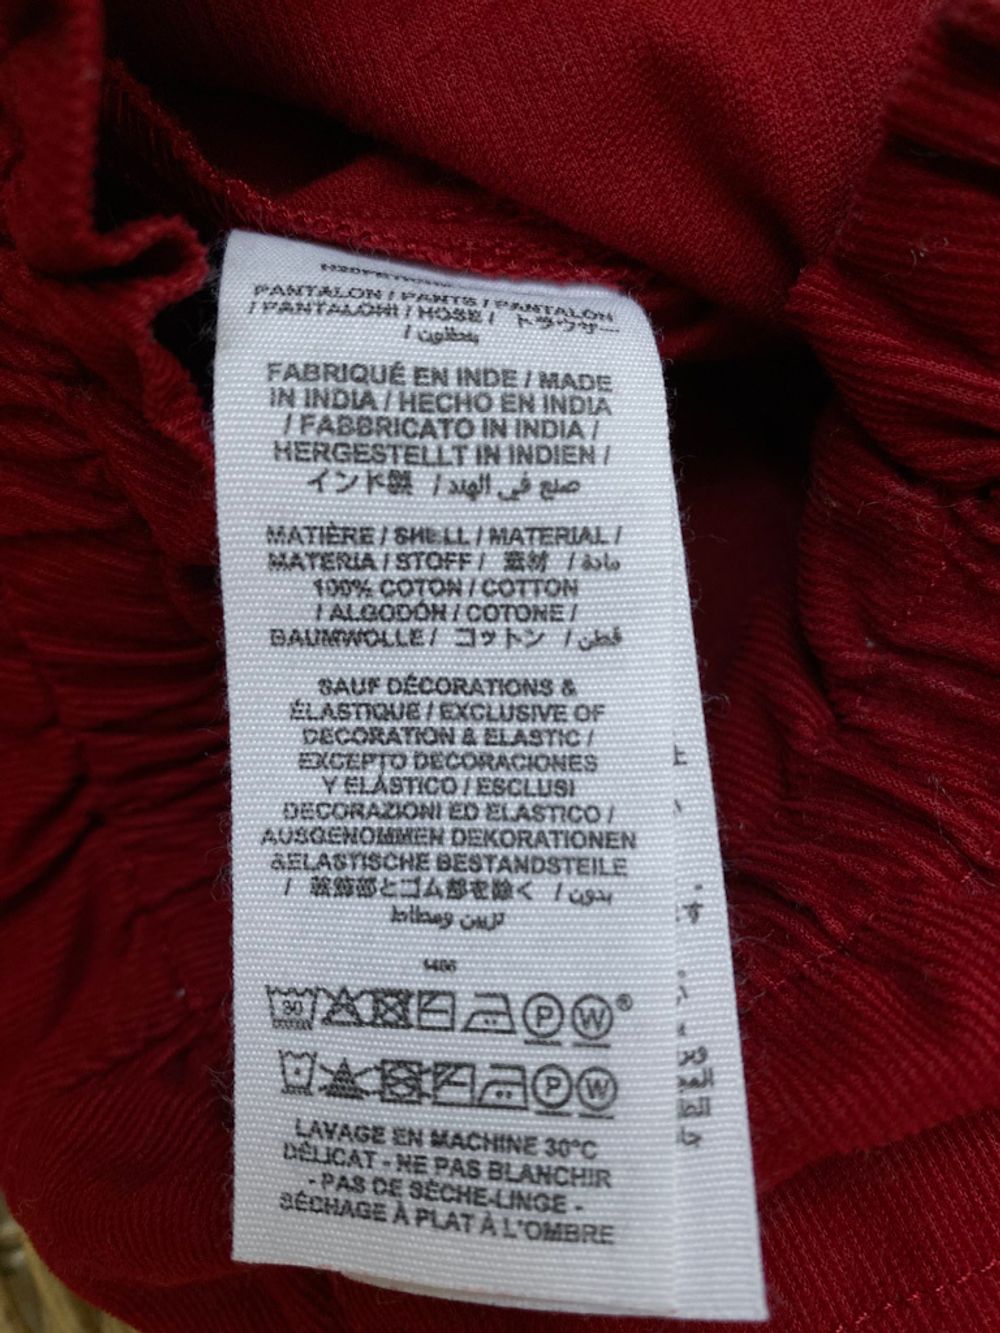 PANTALON / PANTS / PANTALON
/ PANTALONI / HOSE / トラウザー
/ بنطلون
FABRIQUÉ EN INDE / MADE
IN INDIA / HECHO EN INDIA
/ FABBRICATO IN INDIA /
HERGESTELLT IN INDIEN /
インド製 / صنع في الهند
MATIÈRE / SHELL / MATERIAL /
MATERIA / STOFF / 素材 / مادة
100% COTON / COTTON
/ ALGODÓN / COTONE /
BAUMWOLLE / コットン / قطن
SAUF DÉCORATIONS &
ÉLASTIQUE / EXCLUSIVE OF
DECORATION & ELASTIC /
EXCEPTO DECORACIONES
Y ELÁSTICO / ESCLUSI
DECORAZIONI ED ELASTICO /
AUSGENOMMEN DEKORATIONEN
&ELASTISCHE BESTANDSTEILE
/ 装飾部とゴム部を除く / بدون
تزيين ومطاط
30 P W®
P W
LAVAGE EN MACHINE 30°C
DÉLICAT - NE PAS BLANCHIR
- PAS DE SÈCHE-LINGE -
SÉCHAGE À PLAT À L'OMBRE